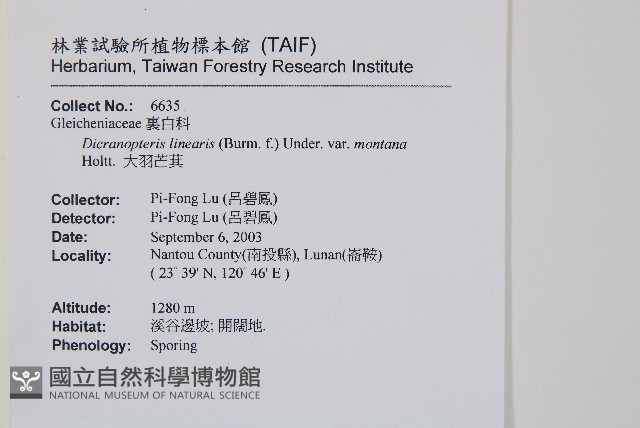 林業試驗所植物標本館 (TAIF)
Herbarium, Taiwan Forestry Research Institute
Collect No.: 6635
Gleicheniaceae 裏白科
Dicranopteris linearis (Burm. f.) Under. var. montana
Holtt. 大羽芒萁
Collector: Pi-Fong Lu (呂碧鳳)
Detector: Pi-Fong Lu (呂碧鳳)
Date: September 6, 2003
Locality: Nantou County(南投縣), Lunan(崙鞍)
( 23° 39' N, 120° 46' E )
Altitude: 1280 m
Habitat: 溪谷邊坡; 開闊地.
Phenology: Sporing
國立自然科學博物館
NATIONAL MUSEUM OF NATURAL SCIENCE